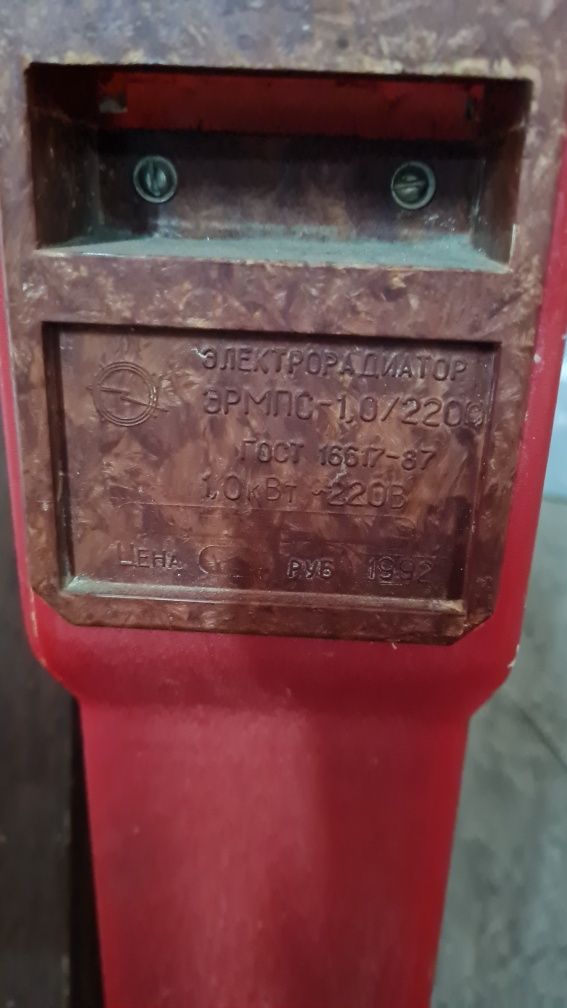 ЭЛЕКТРОРАДИАТОР
ЭРМПС-1,0/220
ГОСТ 16617-87
1,0 кВт ~220В
ЦЕНА РУБ 1992